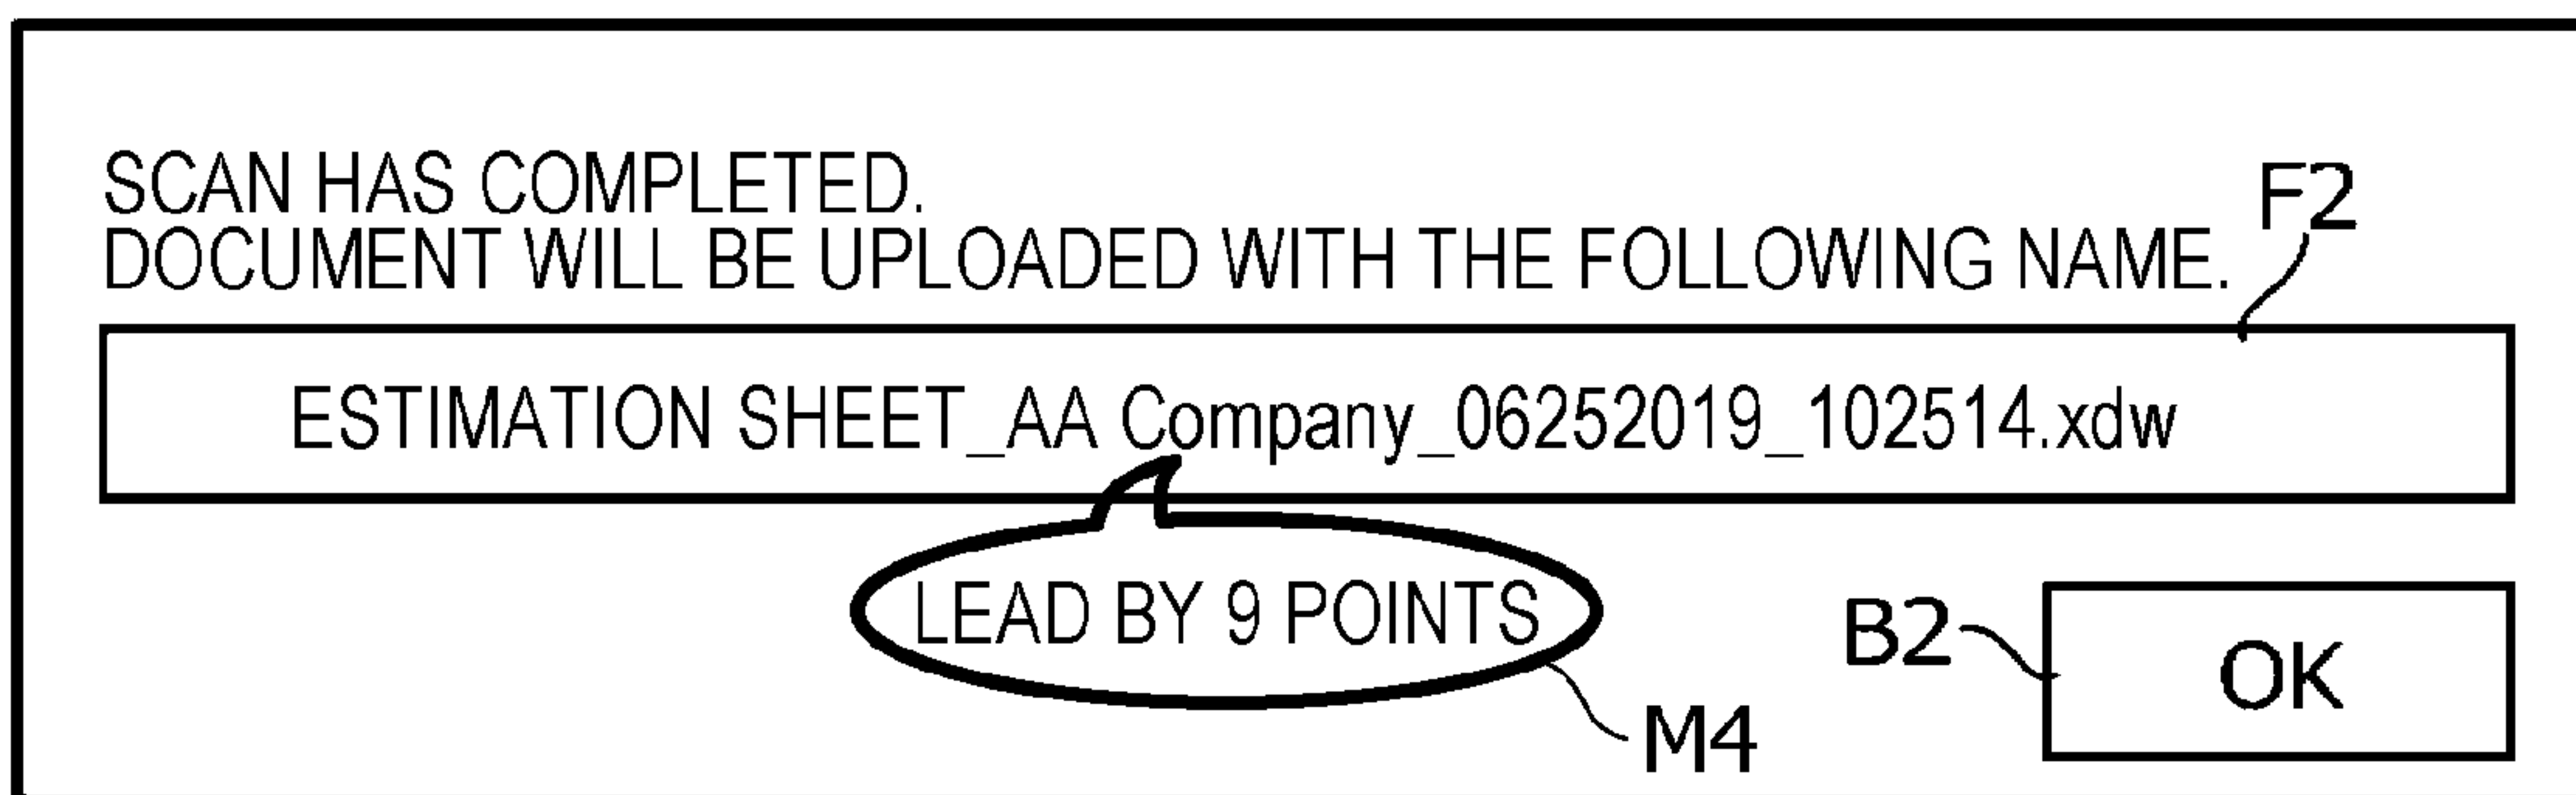 SCAN HAS COMPLETED.
DOCUMENT WILL BE UPLOADED WITH THE FOLLOWING NAME.
F2
ESTIMATION SHEET_AA Company_06252019_102514.xdw
LEAD BY 9 POINTS
M4
B2
OK